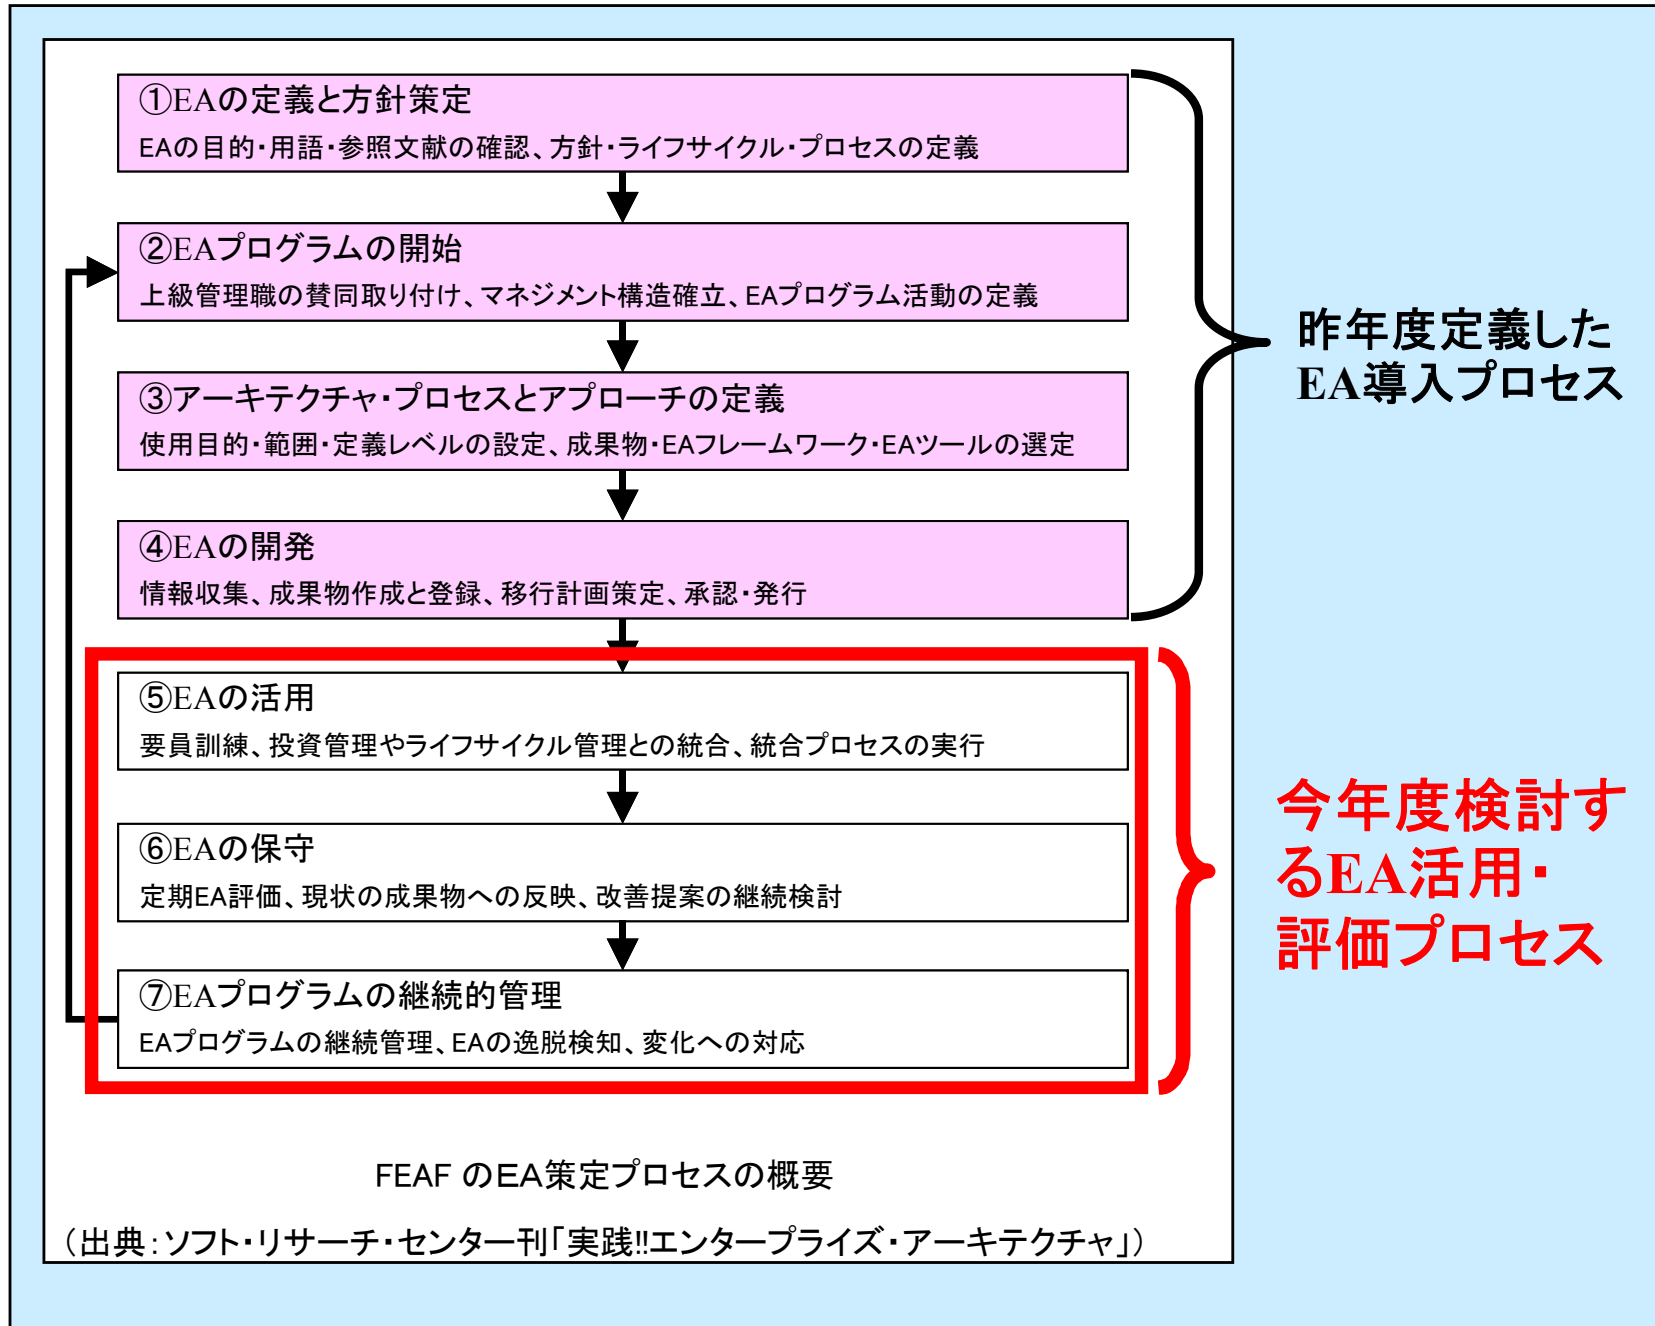 ①EAの定義と方針策定
EAの目的・用語・参照文献の確認、方針・ライフサイクル・プロセスの定義
②EAプログラムの開始
上級管理職の賛同取り付け、マネジメント構造確立、EAプログラム活動の定義
③アーキテクチャ・プロセスとアプローチの定義
使用目的・範囲・定義レベルの設定、成果物・EAフレームワーク・EAツールの選定
④EAの開発
情報収集、成果物作成と登録、移行計画策定、承認・発行
昨年度定義した
EA導入プロセス
⑤EAの活用
要員訓練、投資管理やライフサイクル管理との統合、統合プロセスの実行
⑥EAの保守
定期EA評価、現状の成果物への反映、改善提案の継続検討
⑦EAプログラムの継続的管理
EAプログラムの継続管理、EAの逸脱検知、変化への対応
今年度検討す
るEA活用・
評価プロセス
FEAF のEA策定プロセスの概要
（出典：ソフト・リサーチ・センター刊「実践!!エンタープライズ・アーキテクチャ」）